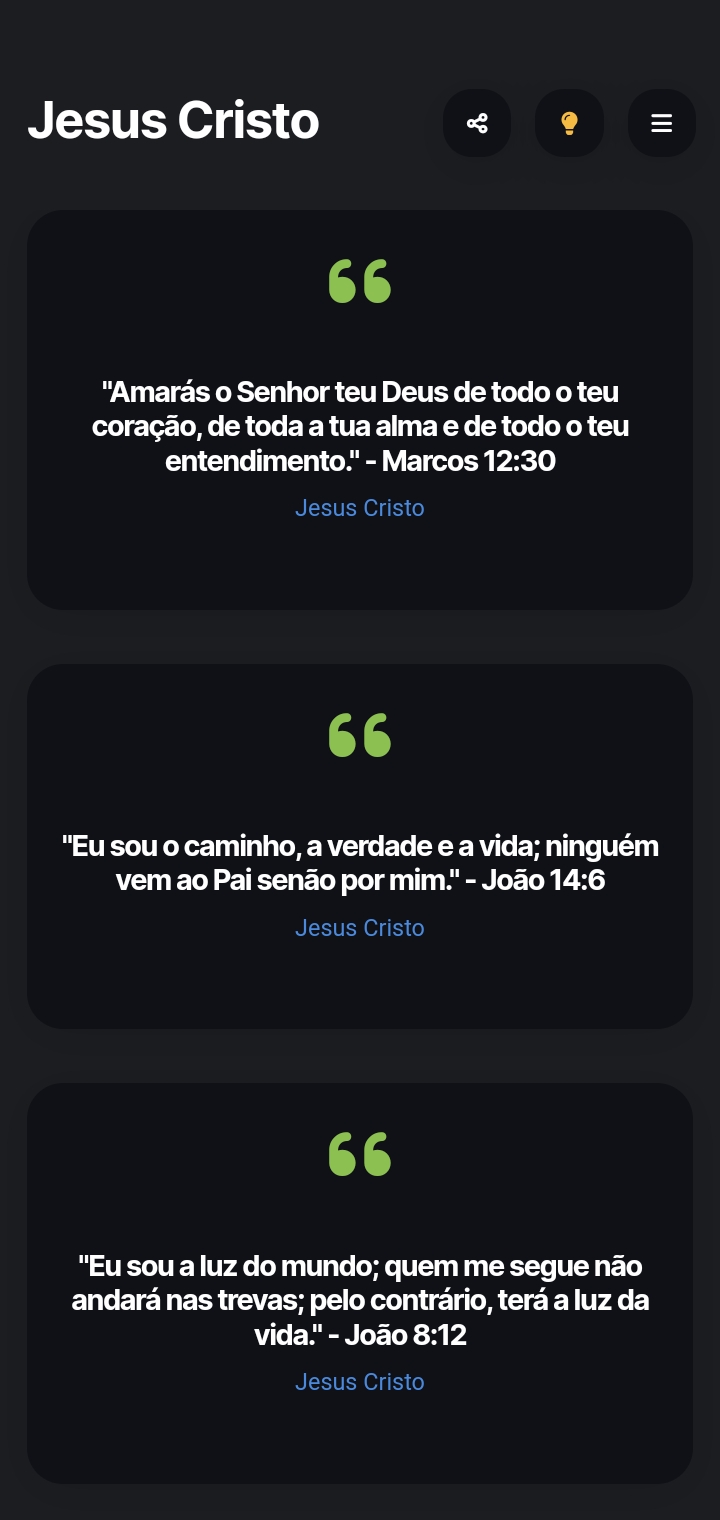 Jesus Cristo
"Amarás o Senhor teu Deus de todo o teu
coração, de toda a tua alma e de todo o teu
entendimento." - Marcos 12:30
Jesus Cristo
"Eu sou o caminho, a verdade e a vida; ninguém
vem ao Pai senão por mim." - João 14:6
Jesus Cristo
"Eu sou a luz do mundo; quem me segue não
andará nas trevas; pelo contrário, terá a luz da
vida." - João 8:12
Jesus Cristo